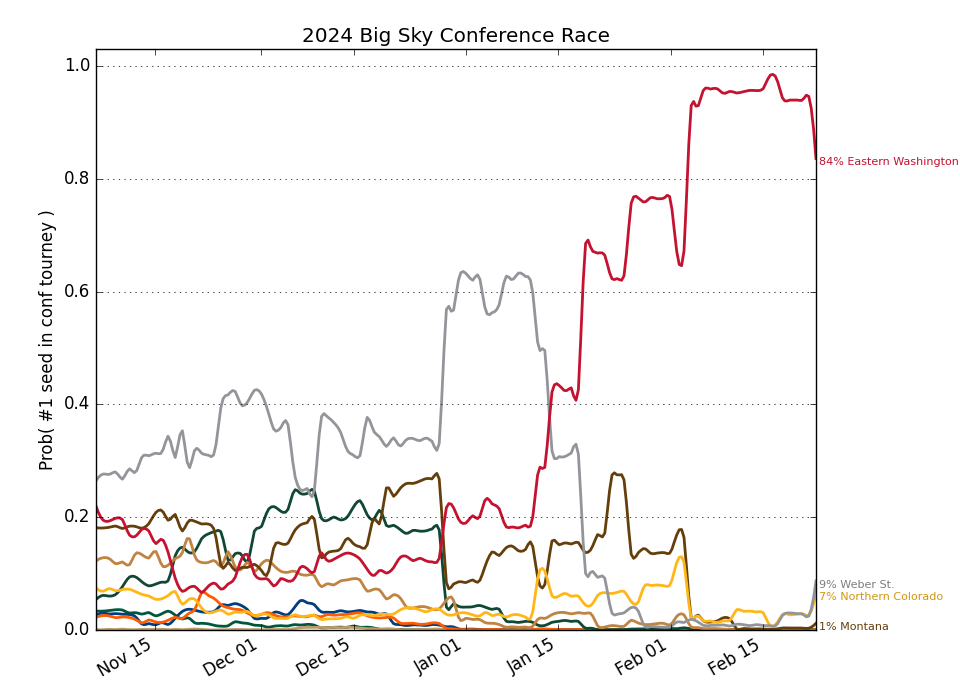 2024 Big Sky Conference Race
Prob( #1 seed in conf tourney )
1.0
0.8
0.6
0.4
0.2
0.0
84% Eastern Washington
9% Weber St.
7% Northern Colorado
1% Montana
Nov 15
Dec 01
Dec 15
Jan 01
Jan 15
Feb 01
Feb 15